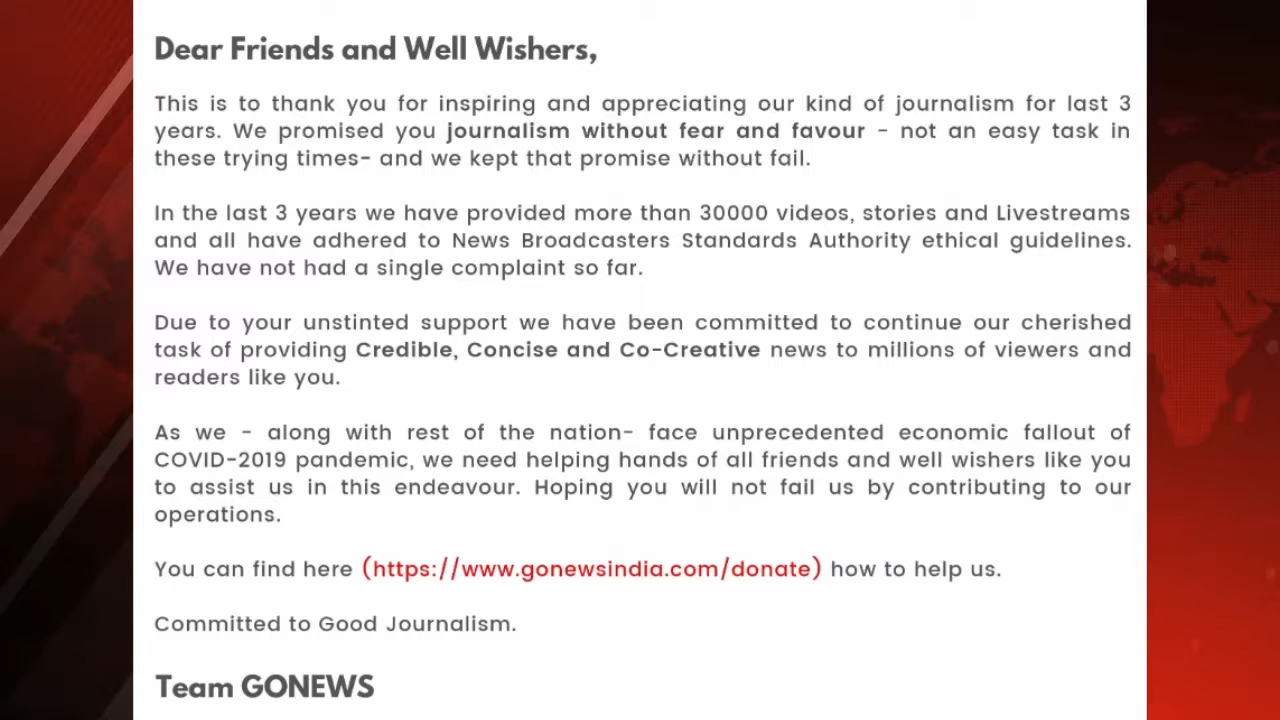 Dear Friends and Well Wishers,
This is to thank you for inspiring and appreciating our kind of journalism for last 3
years. We promised you journalism without fear and favour - not an easy task in
these trying times- and we kept that promise without fail.
In the last 3 years we have provided more than 30000 videos, stories and Livestreams
and all have adhered to News Broadcasters Standards Authority ethical guidelines.
We have not had a single complaint so far.
Due to your unstinted support we have been committed to continue our cherished
task of providing Credible, Concise and Co-Creative news to millions of viewers and
readers like you.
As we - along with rest of the nation- face unprecedented economic fallout of
COVID-2019 pandemic, we need helping hands of all friends and well wishers like you
to assist us in this endeavour. Hoping you will not fail us by contributing to our
operations.
You can find here (https://www.gonewsindia.com/donate) how to help us.
Committed to Good Journalism.
Team GONEWS